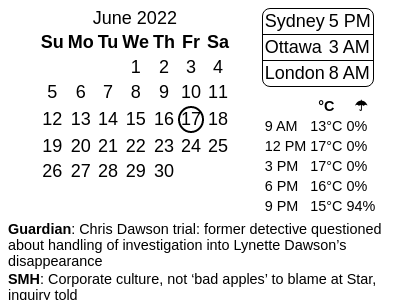 June 2022
Su Mo Tu We Th Fr Sa
1 2 3 4
5 6 7 8 9 10 11
12 13 14 15 16 17 18
19 20 21 22 23 24 25
26 27 28 29 30
Sydney 5 PM
Ottawa 3 AM
London 8 AM
°C ☂
9 AM 13°C 0%
12 PM 17°C 0%
3 PM 17°C 0%
6 PM 16°C 0%
9 PM 15°C 94%
Guardian: Chris Dawson trial: former detective questioned
about handling of investigation into Lynette Dawson’s
disappearance
SMH: Corporate culture, not ‘bad apples’ to blame at Star,
inquiry told